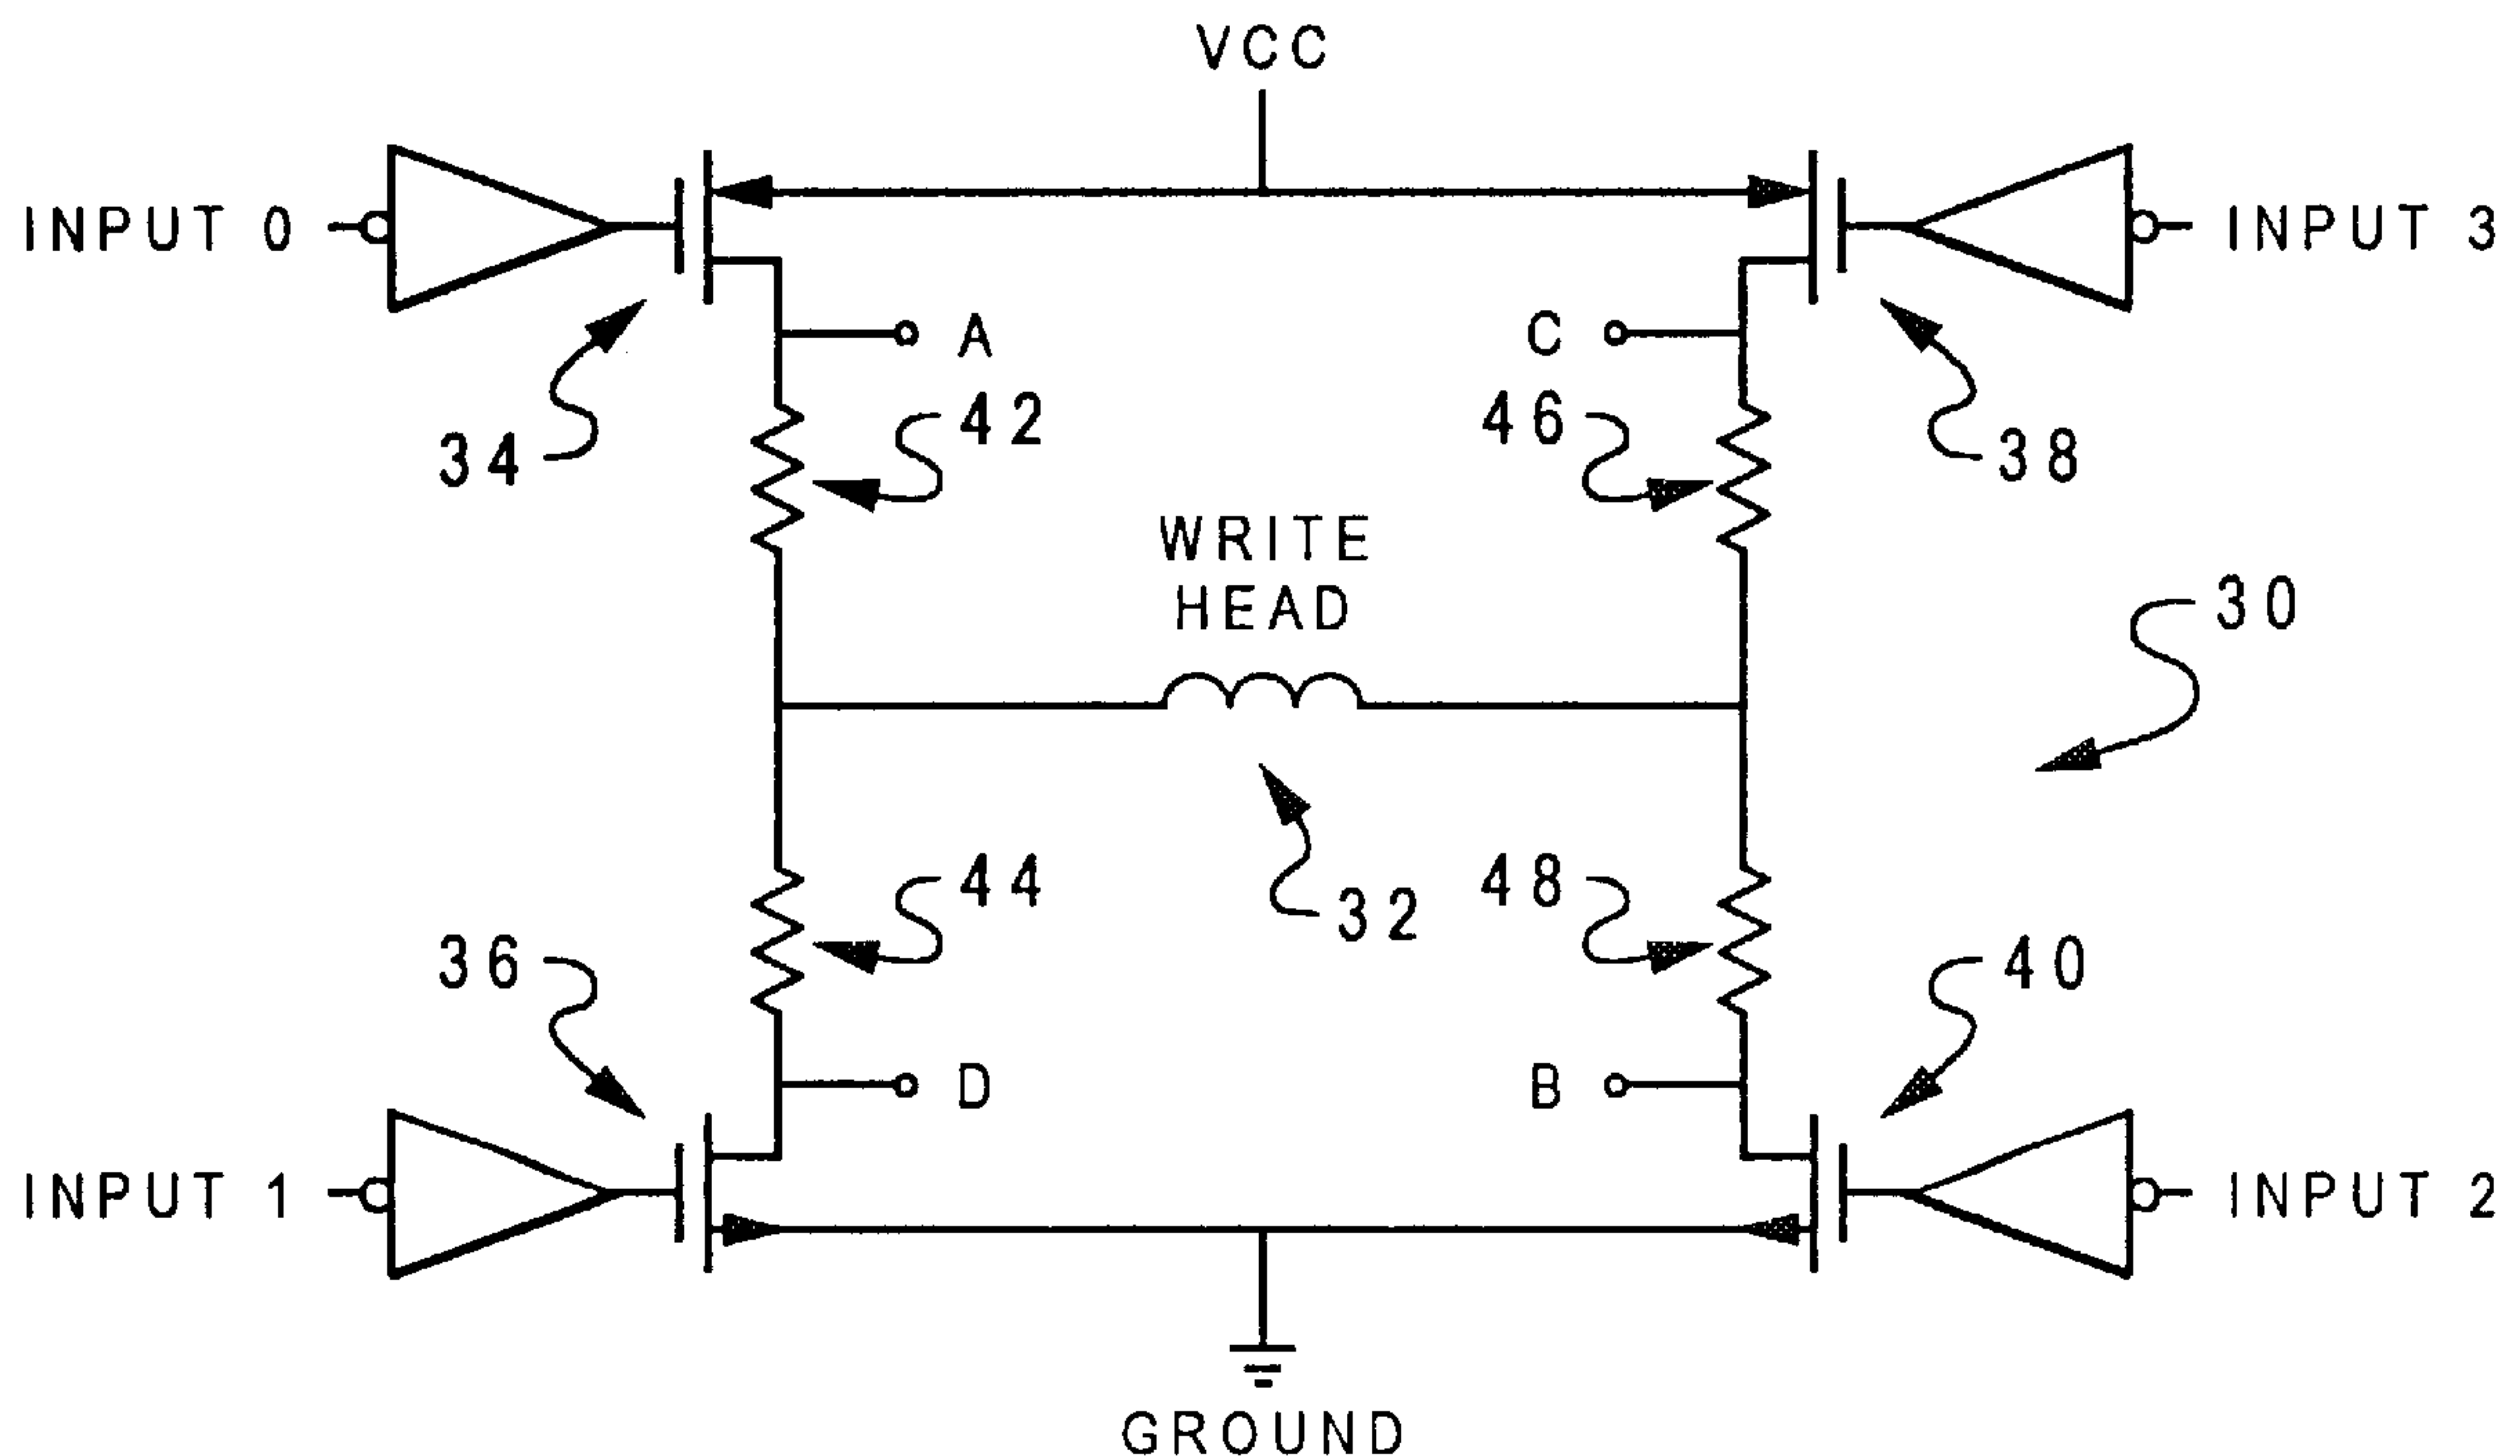 VCC
INPUT 0
INPUT 3
A
C
42
46
34
38
WRITE
HEAD
30
44
48
32
36
40
D
B
INPUT 1
INPUT 2
GROUND